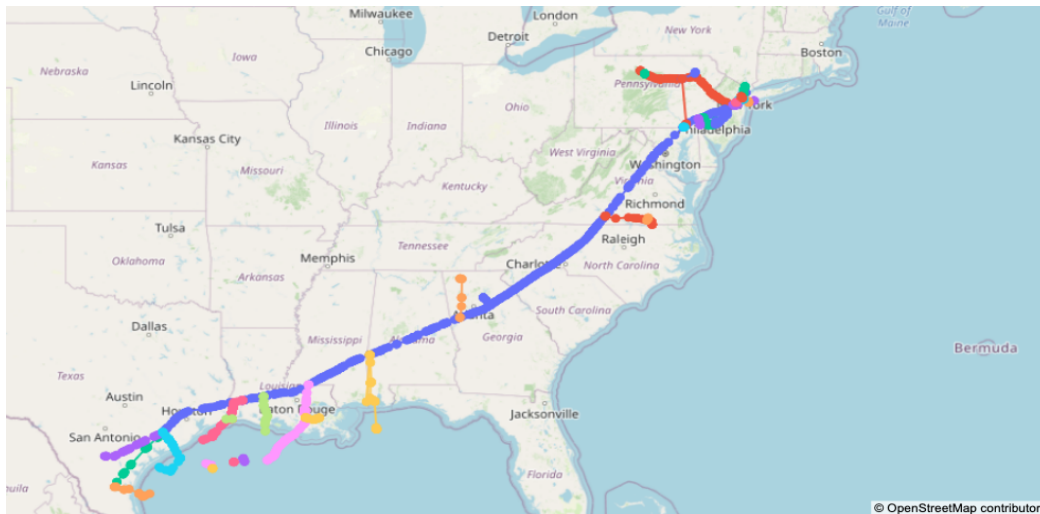 Milwaukee
London
Gulf of
Maine
New York
Detroit
Boston
Chicago
Iowa
Nebraska
Lincoln
Pennsylvania
Ohio
Illinois
Indiana
Philadelphia
Kansas City
West Virginia
Washington
Kansas
Missouri
Virginia
Kentucky
Richmond
Tulsa
Raleigh
Tennessee
Memphis
North Carolina
Oklahoma
Arkansas
South Carolina
Dallas
Mississippi
Georgia
Bermuda
Texas
Austin
Jacksonville
San Antonio
Florida
© OpenStreetMap contributor